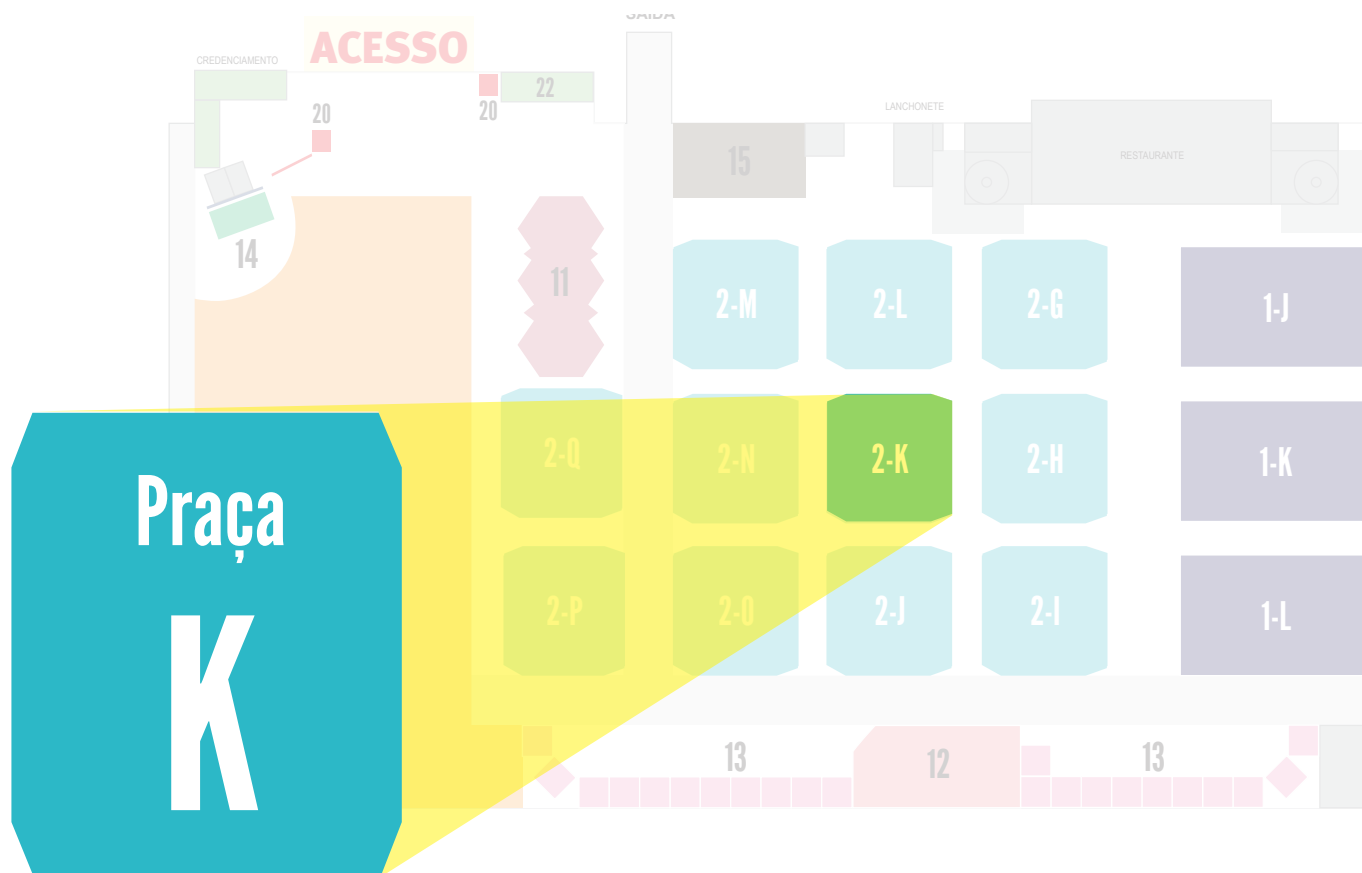 SAÍDA
ACESSO
CREDENCIAMENTO
22
20
20
LANCHONETE
15
RESTAURANTE
14
11
2-M
2-L
2-G
1-J
2-Q
2-N
2-K
2-H
1-K
Praça
K
2-P
2-O
2-J
2-I
1-L
13
12
13